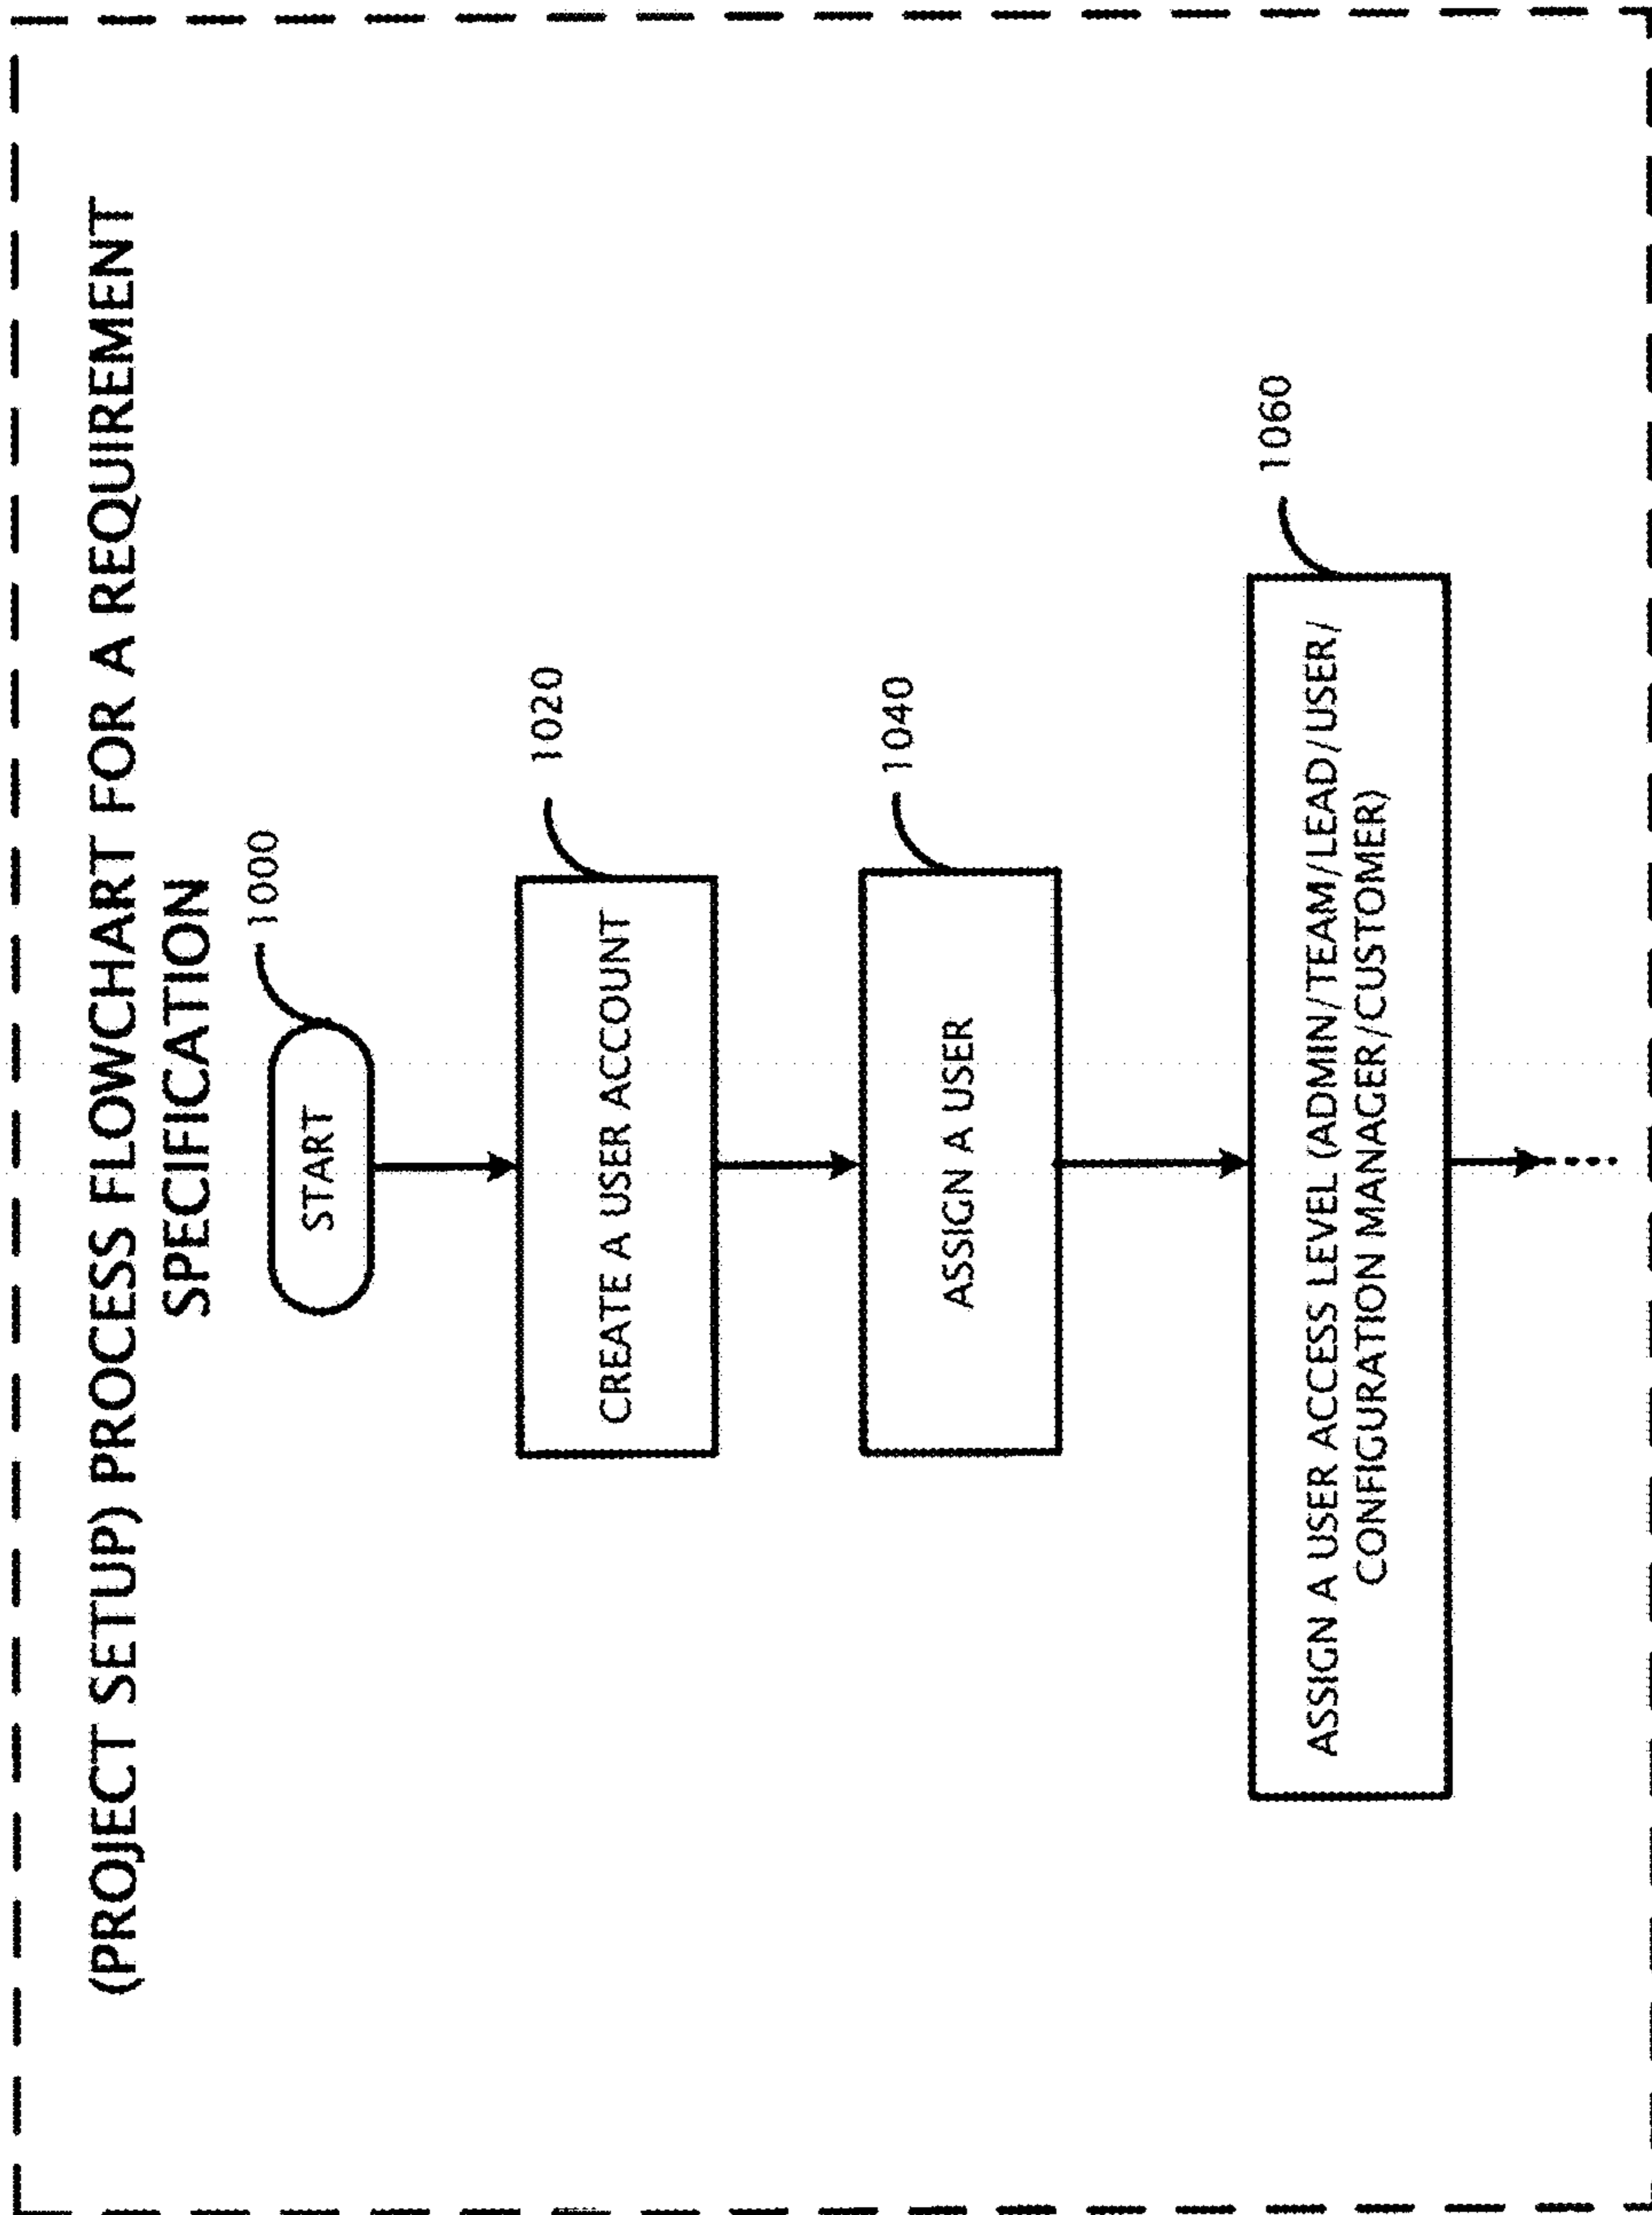 (PROJECT SETUP) PROCESS FLOWCHART FOR A REQUIREMENT
SPECIFICATION
1000
START
1020
CREATE A USER ACCOUNT
1040
ASSIGN A USER
1060
ASSIGN A USER ACCESS LEVEL (ADMIN/TEAM/LEAD/USER/
CONFIGURATION MANAGER/CUSTOMER)